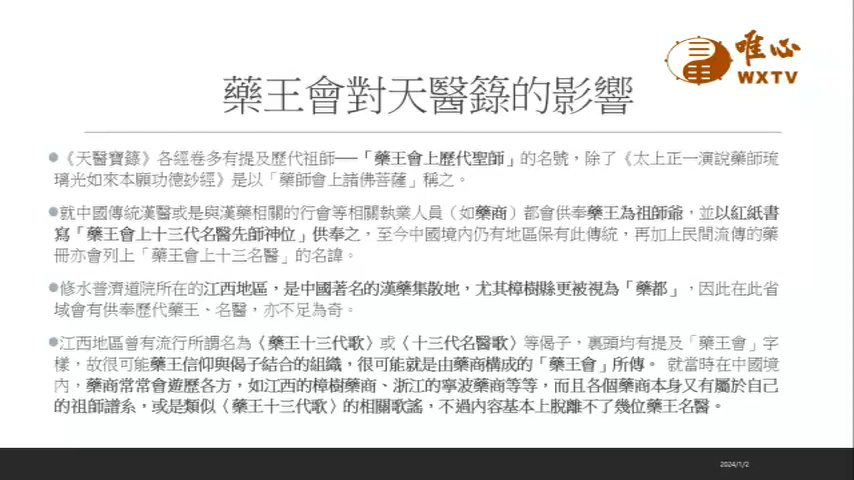 唯心
WXTV
藥王會對天醫籙的影響
●《天醫寶籙》各經卷多有提及歷代祖師──「藥王會上歷代聖師」的名號，除了《太上正一演說藥師琉
璃光如來本願功德妙經》是以「藥師會上諸佛菩薩」稱之。
●就中國傳統漢醫或是與漢藥相關的行會等相關執業人員（如藥商）都會供奉藥王為祖師爺，並以紅紙書
寫「藥王會上十三代名醫先師神位」供奉之，至今中國境內仍有地區保有此傳統，再加上民間流傳的藥
冊亦會列上「藥王會上十三名醫」的名諱。
●修水普濟道院所在的江西地區，是中國著名的漢藥集散地，尤其樟樹縣更被視為「藥都」，因此在此省
域會有供奉歷代藥王、名醫，亦不足為奇。
●江西地區曾有流行所謂名為〈藥王十三代歌〉或〈十三代名醫歌〉等偈子，裏頭均有提及「藥王會」字
樣，故很可能藥王信仰與偈子結合的組織，很可能就是由藥商構成的「藥王會」所傳。 就當時在中國境
內，藥商常常會遊歷各方，如江西的樟樹藥商、浙江的寧波藥商等等，而且各個藥商本身又有屬於自己
的祖師譜系，或是類似〈藥王十三代歌〉的相關歌謠，不過內容基本上脫離不了幾位藥王名醫。
2024/1/2